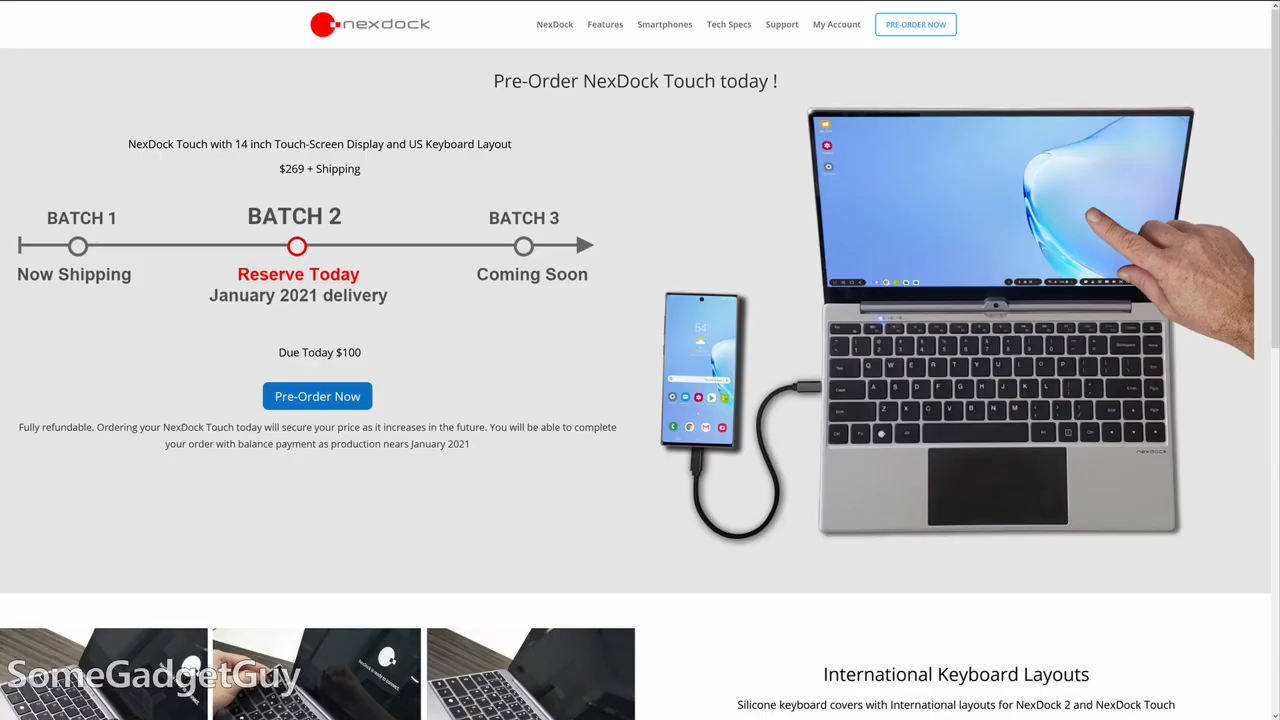 nexdock
NexDock
Features
Smartphones
Tech Specs
Support
My Account
PRE-ORDER NOW
Pre-Order NexDock Touch today !
NexDock Touch with 14 inch Touch-Screen Display and US Keyboard Layout
$269 + Shipping
BATCH 1
BATCH 2
BATCH 3
Now Shipping
Reserve Today
January 2021 delivery
Coming Soon
Due Today $100
Pre-Order Now
Fully refundable. Ordering your NexDock Touch today will secure your price as it increases in the future. You will be able to complete
your order with balance payment as production nears January 2021
54°
nexdock
SomeGadgetGuy
International Keyboard Layouts
Silicone keyboard covers with International layouts for NexDock 2 and NexDock Touch